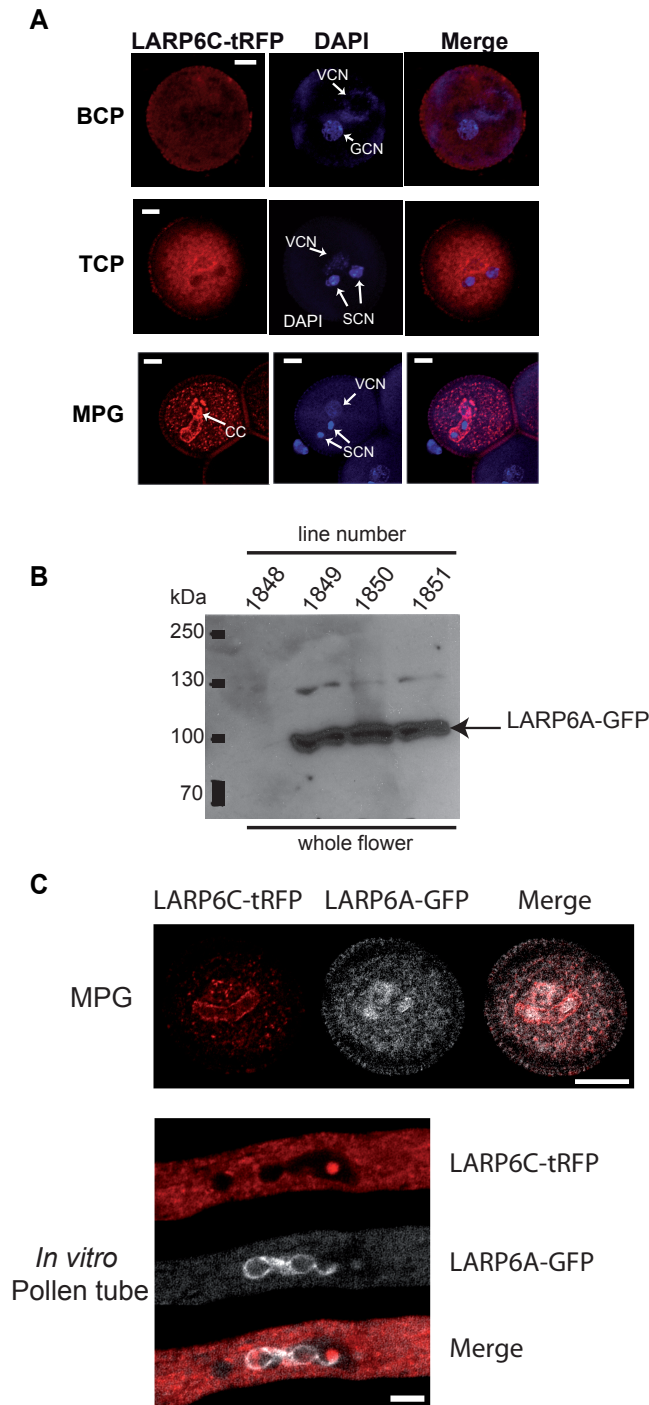 A
LARP6C-tRFP DAPI Merge
BCP
VCN
GCN
TCP
VCN
SCN
DAPI
MPG
CC
VCN
SCN
B
line number
kDa
1848 1849 1850 1851
250
130
100
70
LARP6A-GFP
whole flower
C
LARP6C-tRFP LARP6A-GFP Merge
MPG
LARP6C-tRFP
In vitro
Pollen tube
LARP6A-GFP
Merge